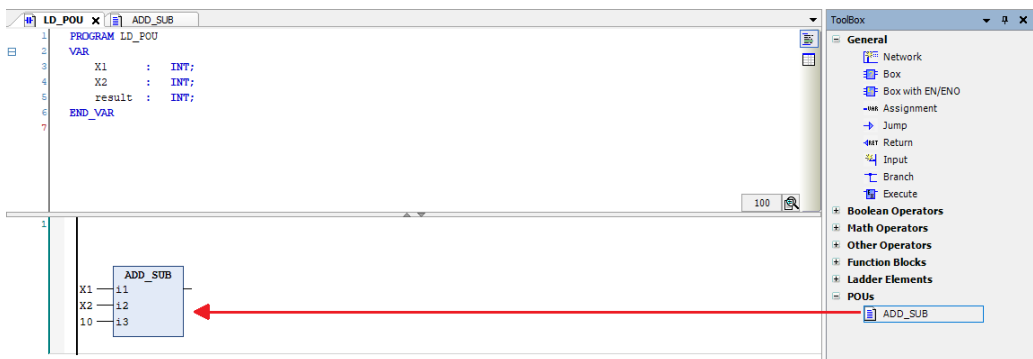 LD_POU
ADD_SUB
1 PROGRAM LD_POU
2 VAR
3 X1 : INT;
4 X2 : INT;
5 result : INT;
6 END_VAR
7
100
1
ADD_SUB
X1 i1
X2 i2
10 i3
ToolBox
General
Network
Box
Box with EN/ENO
VAR Assignment
Jump
RET Return
Input
Branch
Execute
Boolean Operators
Math Operators
Other Operators
Function Blocks
Ladder Elements
POUs
ADD_SUB